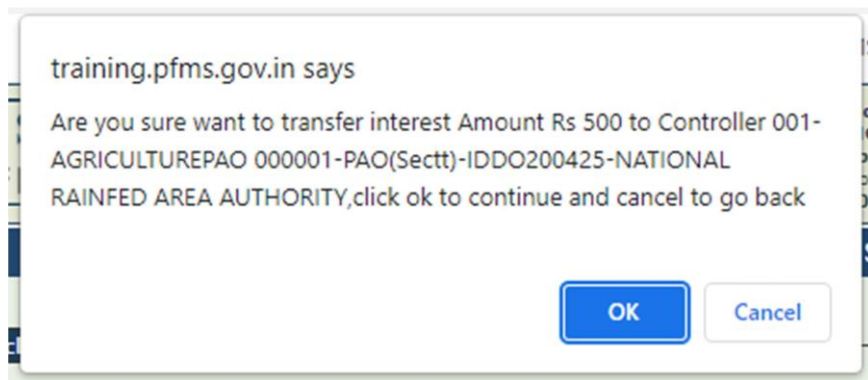 training.pfms.gov.in says
Are you sure want to transfer interest Amount Rs 500 to Controller 001-
AGRICULTUREPAO 000001-PAO(Sectt)-IDDO200425-NATIONAL
RAINFED AREA AUTHORITY,click ok to continue and cancel to go back
OK
Cancel